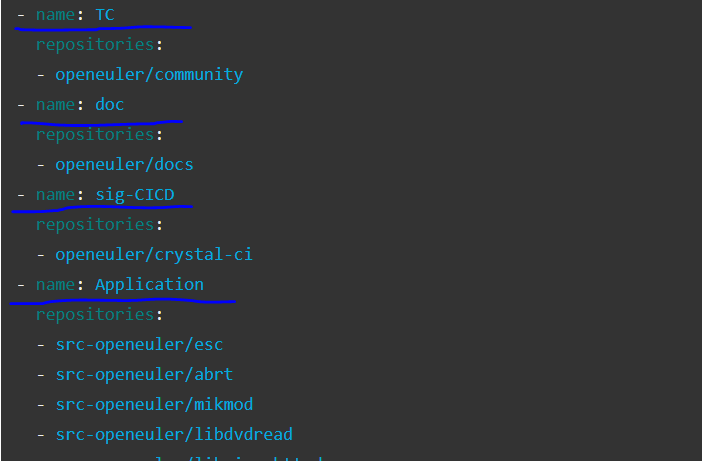 - name: TC
repositories:
- openeuler/community
- name: doc
repositories:
- openeuler/docs
- name: sig-CICD
repositories:
- openeuler/crystal-ci
- name: Application
repositories:
- src-openeuler/esc
- src-openeuler/abrt
- src-openeuler/mikmod
- src-openeuler/libdvdread